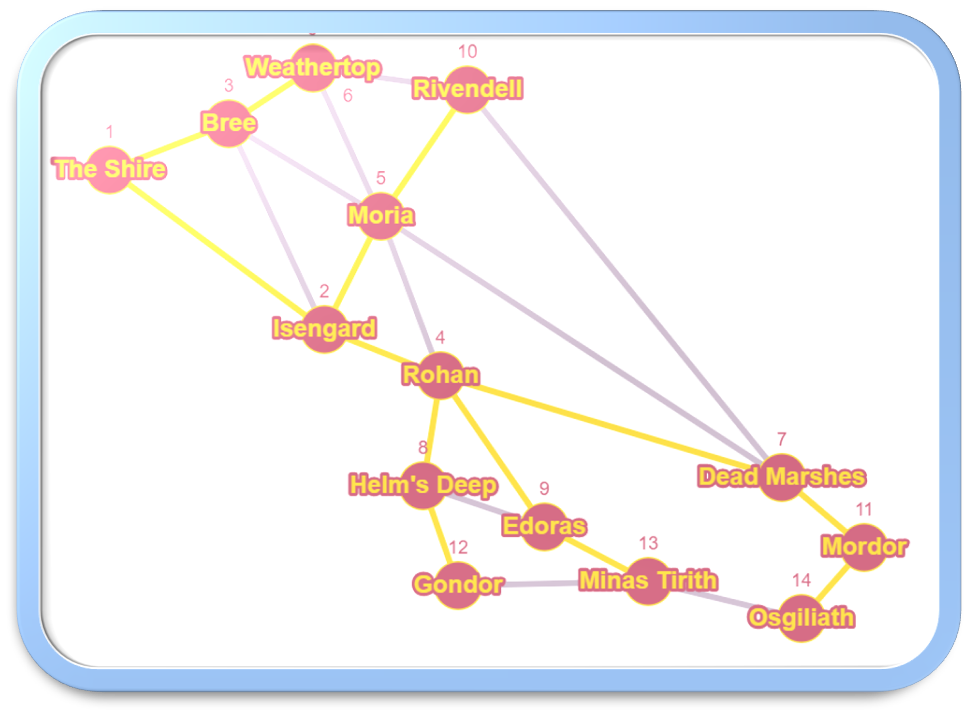 Weathertop
10
Rivendell
3
6
Bree
1
The Shire
5
Moria
2
Isengard
4
Rohan
7
Dead Marshes
8
Helm's Deep
9
Edoras
11
Mordor
12
Gondor
13
Minas Tirith
14
Osgiliath